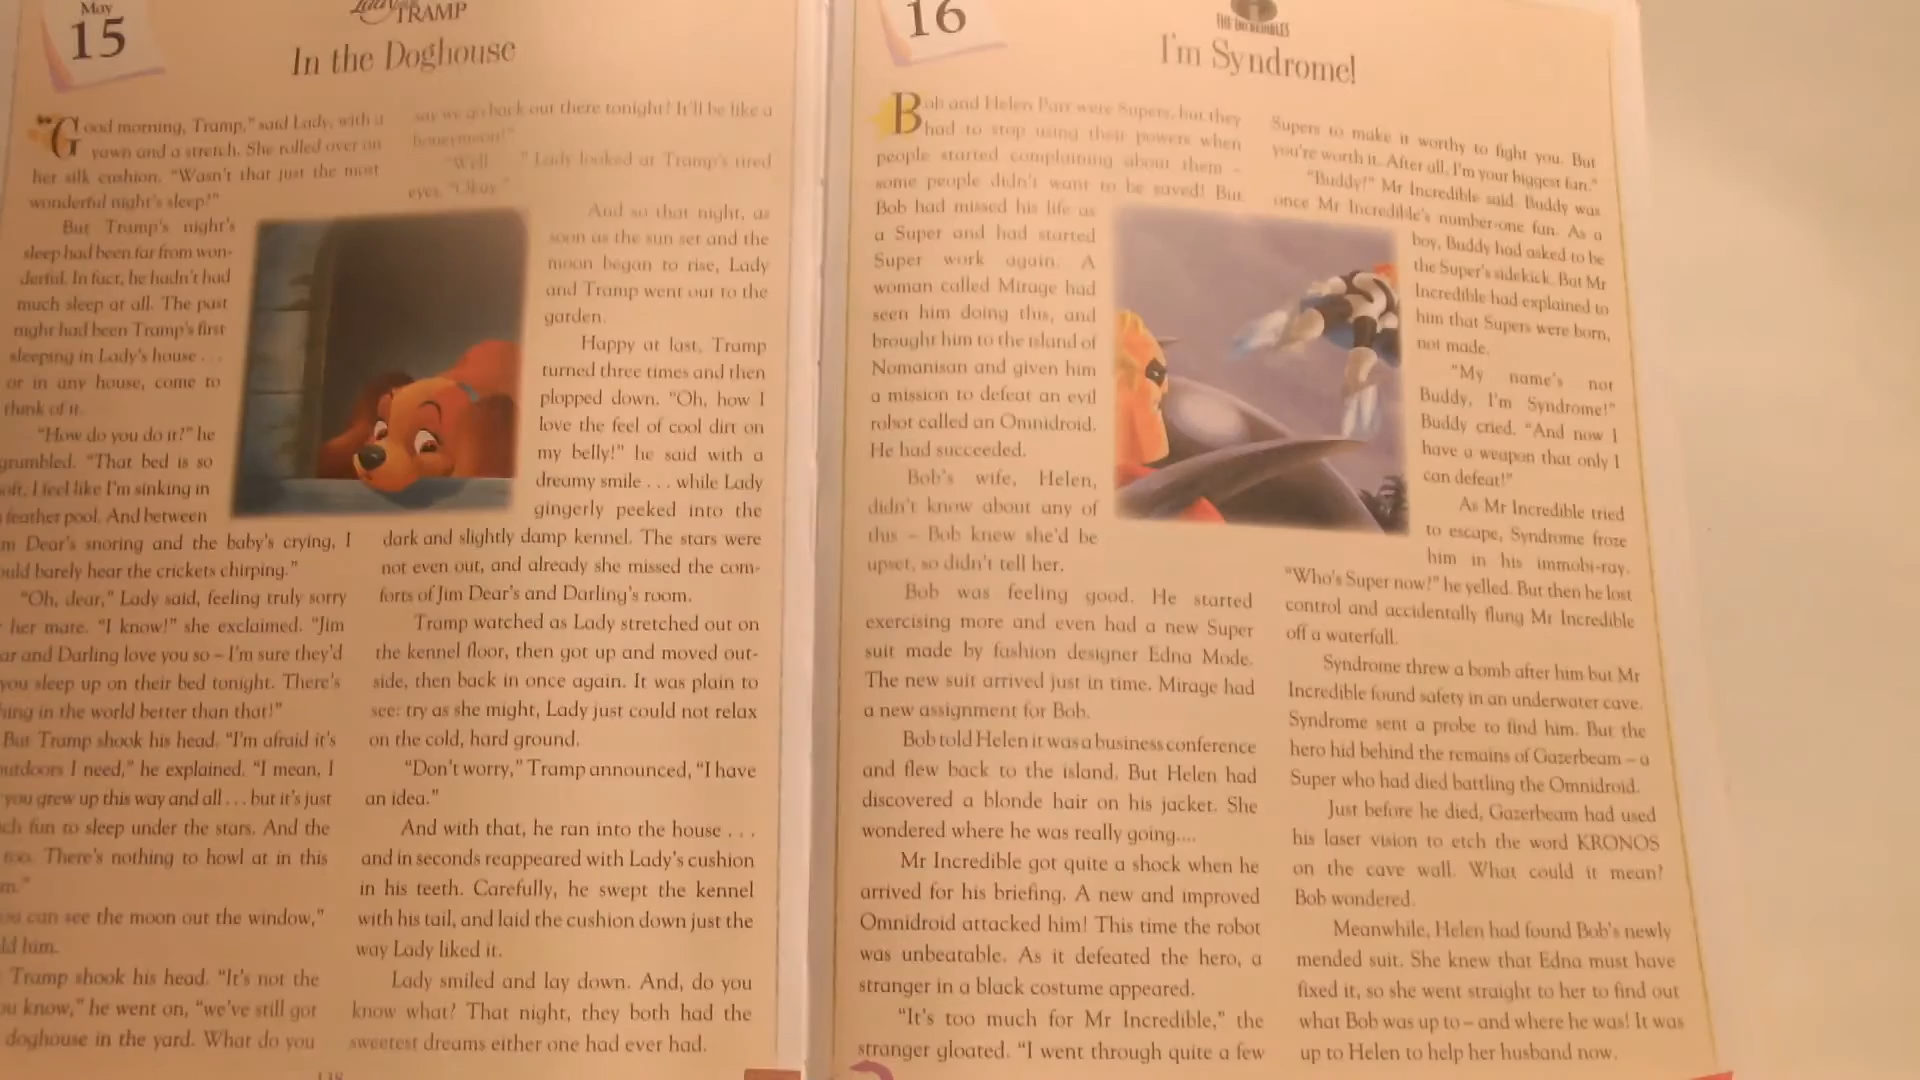 May
15
Lady
TRAMP
In the Doghouse
"Good morning, Tramp," said Lady, with a
yawn and a stretch. She rolled over on
her silk cushion. "Wasn't that just the most
wonderful night's sleep?"
But Tramp's night's
sleep had been far from won-
derful. In fact, he hadn't had
much sleep at all. The past
night had been Tramp's first
sleeping in Lady's house . . .
or in any house, come to
think of it.
"How do you do it?" he
grumbled. "That bed is so
soft, I feel like I'm sinking in
feather pool. And between
Dear's snoring and the baby's crying, I
barely hear the crickets chirping."
"Oh, dear," Lady said, feeling truly sorry
her mate. "I know!" she exclaimed. "Jim
and Darling love you so – I'm sure they'd
you sleep up on their bed tonight. There's
in the world better than that!"
But Tramp shook his head. "I'm afraid it's
outdoors I need," he explained. "I mean, I
you grew up this way and all . . . but it's just
fun to sleep under the stars. And the
too. There's nothing to howl at in this
can see the moon out the window,"
him.
Tramp shook his head. "It's not the
know," he went on, "we've still got
doghouse in the yard. What do you
say we go back out there tonight? It'll be like a
honeymoon!"
"Well . . ." Lady looked at Tramp's tired
eyes. "Okay."
And so that night, as
soon as the sun set and the
moon began to rise, Lady
and Tramp went out to the
garden.
Happy at last, Tramp
turned three times and then
plopped down. "Oh, how I
love the feel of cool dirt on
my belly!" he said with a
dreamy smile . . . while Lady
gingerly peeked into the
dark and slightly damp kennel. The stars were
not even out, and already she missed the com-
forts of Jim Dear's and Darling's room.
Tramp watched as Lady stretched out on
the kennel floor, then got up and moved out-
side, then back in once again. It was plain to
see: try as she might, Lady just could not relax
on the cold, hard ground.
"Don't worry," Tramp announced, "I have
an idea."
And with that, he ran into the house . . .
and in seconds reappeared with Lady's cushion
in his teeth. Carefully, he swept the kennel
with his tail, and laid the cushion down just the
way Lady liked it.
Lady smiled and lay down. And, do you
know what? That night, they both had the
sweetest dreams either one had ever had.
138
16
THE INCREDIBLES
I'm Syndrome!
Bob and Helen Parr were Supers, but they
had to stop using their powers when
people started complaining about them –
some people didn't want to be saved! But
Bob had missed his life as
a Super and had started
Super work again. A
woman called Mirage had
seen him doing this, and
brought him to the island of
Nomanisan and given him
a mission to defeat an evil
robot called an Omnidroid.
He had succeeded.
Bob's wife, Helen,
didn't know about any of
this – Bob knew she'd be
upset, so didn't tell her.
Bob was feeling good. He started
exercising more and even had a new Super
suit made by fashion designer Edna Mode.
The new suit arrived just in time. Mirage had
a new assignment for Bob.
Bob told Helen it was a business conference
and flew back to the island. But Helen had
discovered a blonde hair on his jacket. She
wondered where he was really going....
Mr Incredible got quite a shock when he
arrived for his briefing. A new and improved
Omnidroid attacked him! This time the robot
was unbeatable. As it defeated the hero, a
stranger in a black costume appeared.
"It's too much for Mr Incredible," the
stranger gloated. "I went through quite a few
Supers to make it worthy to fight you. But
you're worth it. After all, I'm your biggest fan."
"Buddy?" Mr Incredible said. Buddy was
once Mr Incredible's number-one fan. As a
boy, Buddy had asked to be
the Super's sidekick. But Mr
Incredible had explained to
him that Supers were born,
not made.
"My name's not
Buddy, I'm Syndrome!"
Buddy cried. "And now I
have a weapon that only I
can defeat!"
As Mr Incredible tried
to escape, Syndrome froze
him in his immobi-ray.
"Who's Super now?" he yelled. But then he lost
control and accidentally flung Mr Incredible
off a waterfall.
Syndrome threw a bomb after him but Mr
Incredible found safety in an underwater cave.
Syndrome sent a probe to find him. But the
hero hid behind the remains of Gazerbeam – a
Super who had died battling the Omnidroid.
Just before he died, Gazerbeam had used
his laser vision to etch the word KRONOS
on the cave wall. What could it mean?
Bob wondered.
Meanwhile, Helen had found Bob's newly
mended suit. She knew that Edna must have
fixed it, so she went straight to her to find out
what Bob was up to – and where he was! It was
up to Helen to help her husband now.